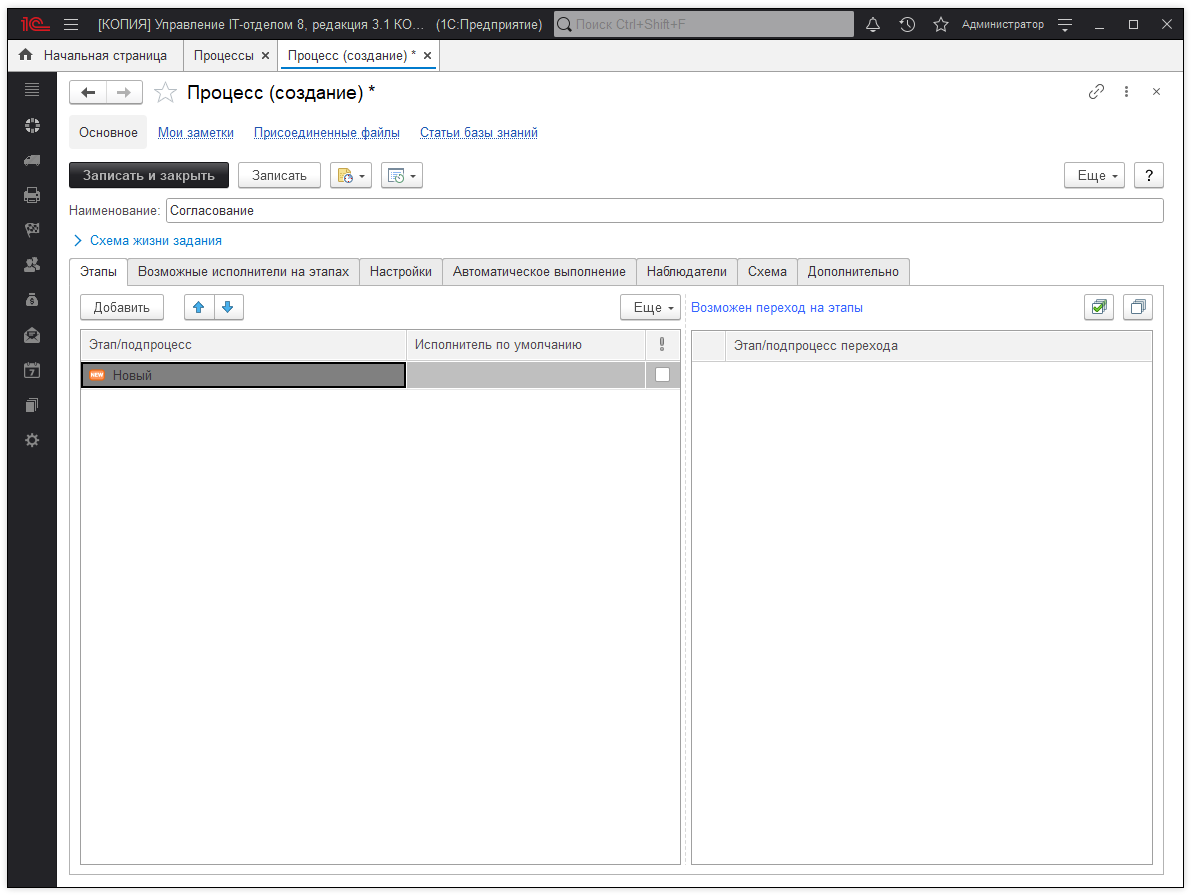 [КОПИЯ] Управление IT-отделом 8, редакция 3.1 КО... (1С:Предприятие) Поиск Ctrl+Shift+F Администратор
Начальная страница Процессы × Процесс (создание) * ×
Процесс (создание) *
Основное Мои заметки Присоединенные файлы Статьи базы знаний
Записать и закрыть Записать Еще ?
Наименование: Согласование
Схема жизни задания
Этапы Возможные исполнители на этапах Настройки Автоматическое выполнение Наблюдатели Схема Дополнительно
Добавить Еще Возможен переход на этапы
Этап/подпроцесс Исполнитель по умолчанию ! Этап/подпроцесс перехода
NEW Новый
7